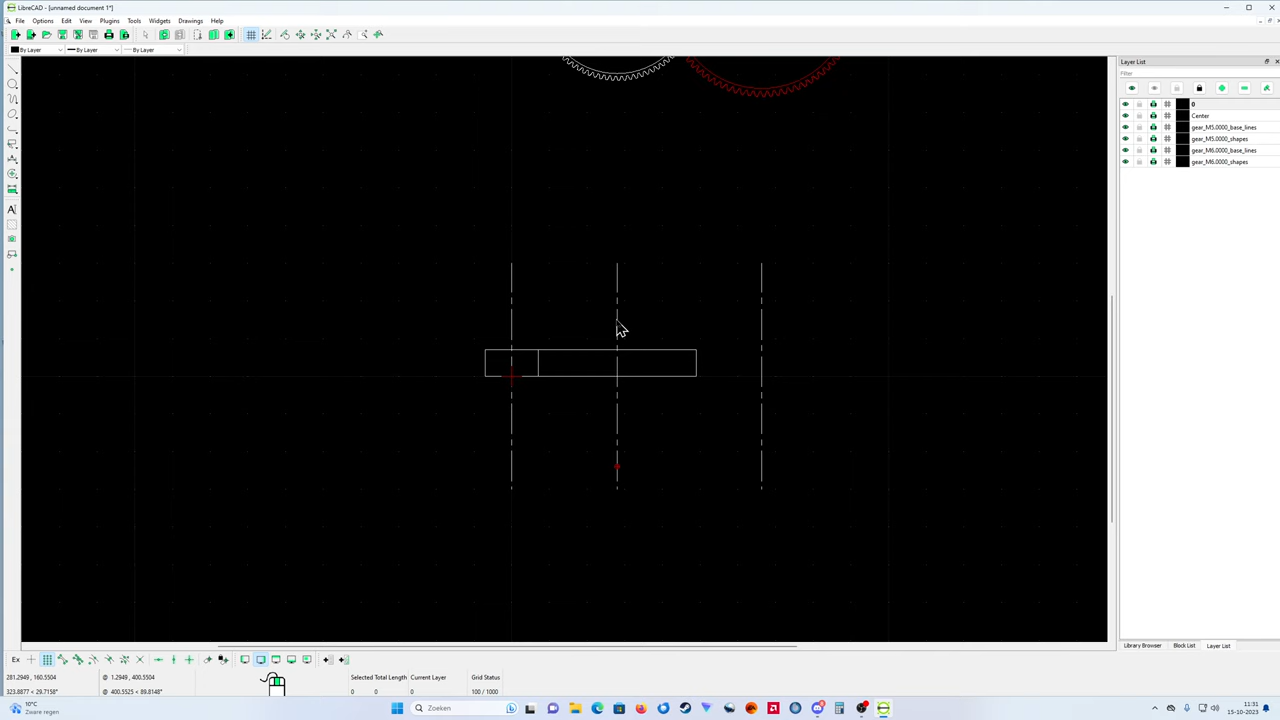 LibreCAD - [unnamed document 1*]
File Options Edit View Plugins Tools Widgets Drawings Help
By Layer By Layer By Layer
Layer List
Filter
0
Center
gear_M5.0000_base_lines
gear_M5.0000_shapes
gear_M6.0000_base_lines
gear_M6.0000_shapes
Library Browser Block List Layer List
Ex
281.2949 , 160.5504 @ 1.2949 , 400.5504 Selected Total Length Current Layer Grid Status
323.8877 < 29.7158° @ 400.5525 < 89.8148° 0 0 0 100 / 1000
10°C
Zware regen
Zoeken
11:31
15-10-2023